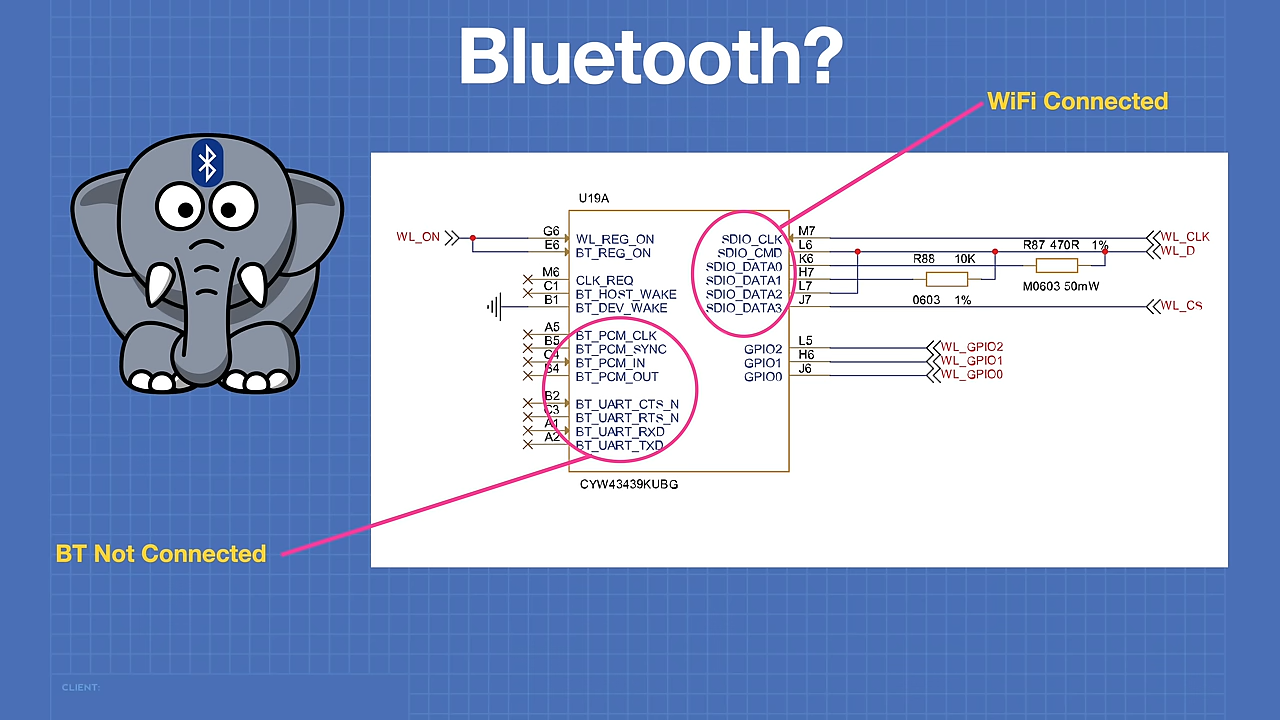 Bluetooth?
WiFi Connected
U19A
WL_ON
G6
E6
WL_REG_ON
BT_REG_ON
M6
C1
B1
CLK_REQ
BT_HOST_WAKE
BT_DEV_WAKE
A5
B5
C4
B4
BT_PCM_CLK
BT_PCM_SYNC
BT_PCM_IN
BT_PCM_OUT
B2
C3
A1
A2
BT_UART_CTS_N
BT_UART_RTS_N
BT_UART_RXD
BT_UART_TXD
SDIO_CLK
SDIO_CMD
SDIO_DATA0
SDIO_DATA1
SDIO_DATA2
SDIO_DATA3
M7
L6
K6
H7
L7
J7
GPIO2
GPIO1
GPIO0
L5
H6
J6
R88 10K
0603 1%
R87 470R 1%
M0603 50mW
WL_CLK
WL_D
WL_CS
WL_GPIO2
WL_GPIO1
WL_GPIO0
CYW43439KUBG
BT Not Connected
CLIENT: